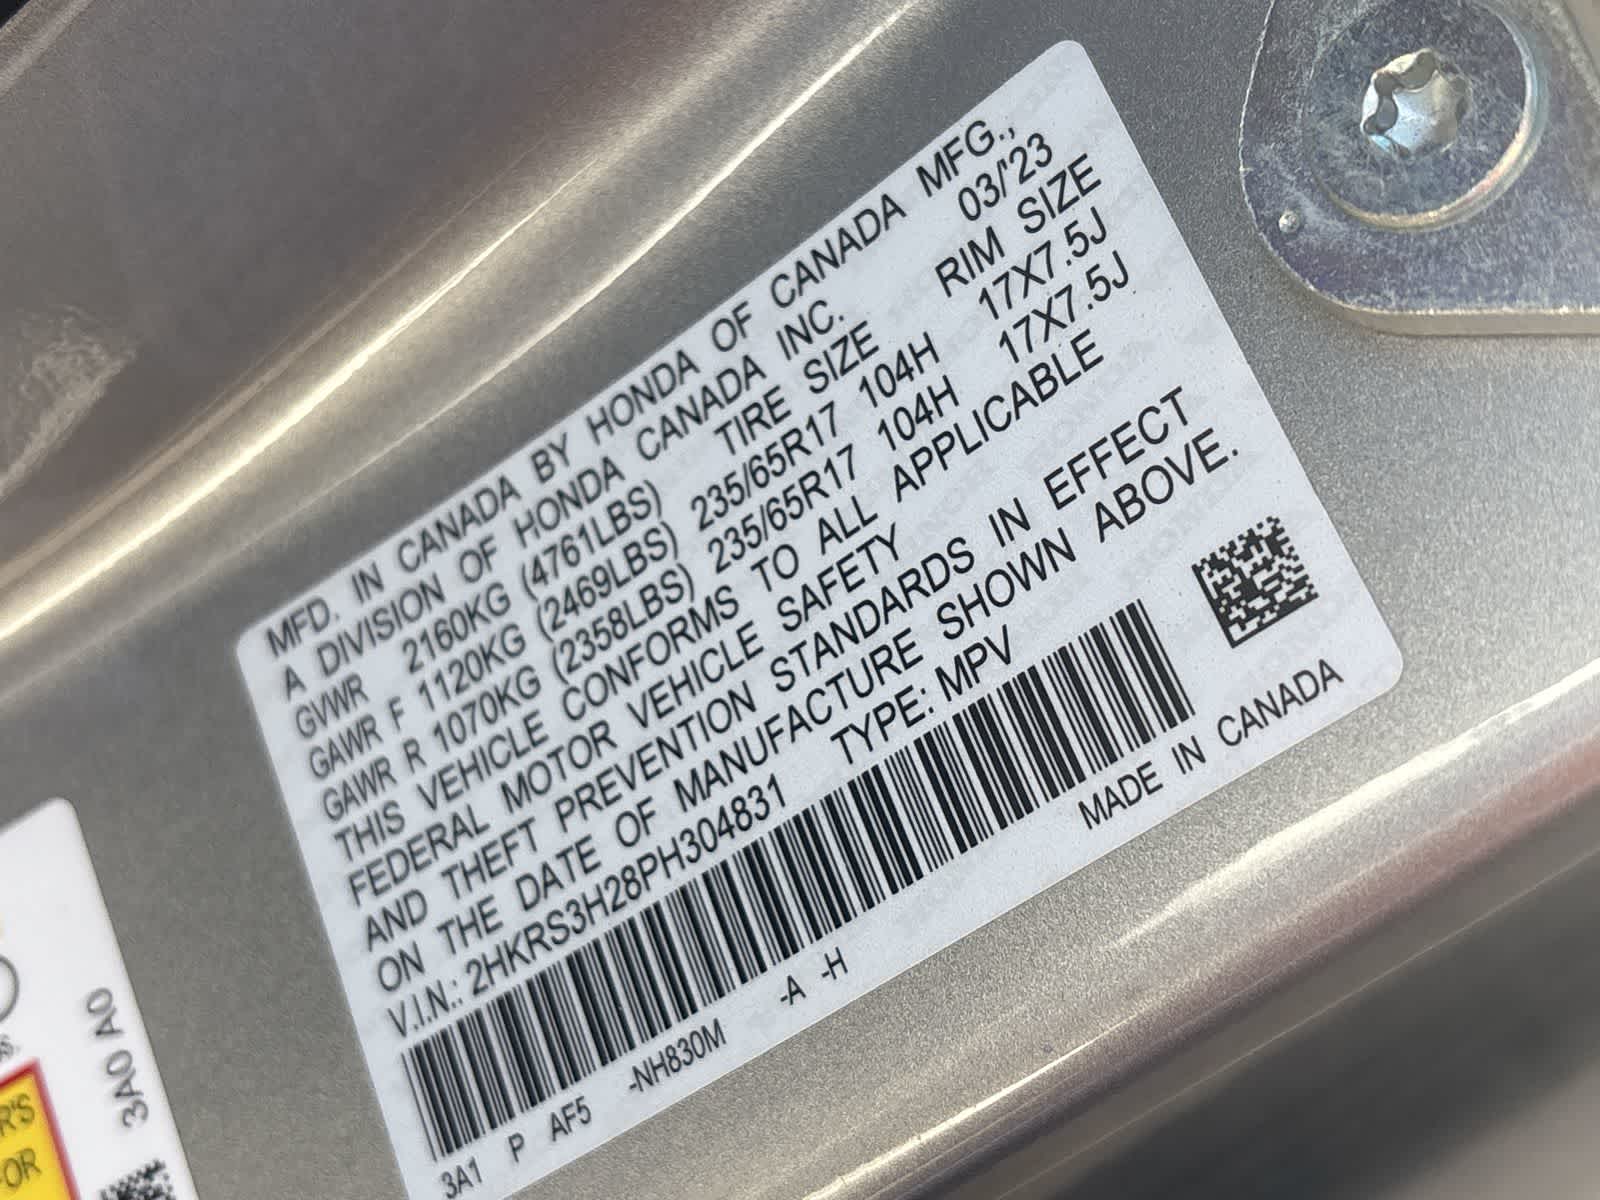 MFD. IN CANADA BY HONDA OF CANADA MFG.,
A DIVISION OF HONDA CANADA INC. 03/'23
GVWR 2160KG (4761LBS) TIRE SIZE RIM SIZE
GAWR F 1120KG (2469LBS) 235/65R17 104H 17X7.5J
GAWR R 1070KG (2358LBS) 235/65R17 104H 17X7.5J
THIS VEHICLE CONFORMS TO ALL APPLICABLE
FEDERAL MOTOR VEHICLE SAFETY
AND THEFT PREVENTION STANDARDS IN EFFECT
ON THE DATE OF MANUFACTURE SHOWN ABOVE.
V.I.N.: 2HKRS3H28PH304831 TYPE: MPV
3A1 P AF5 -NH830M -A -H MADE IN CANADA
3A0 A0
R'S
FOR